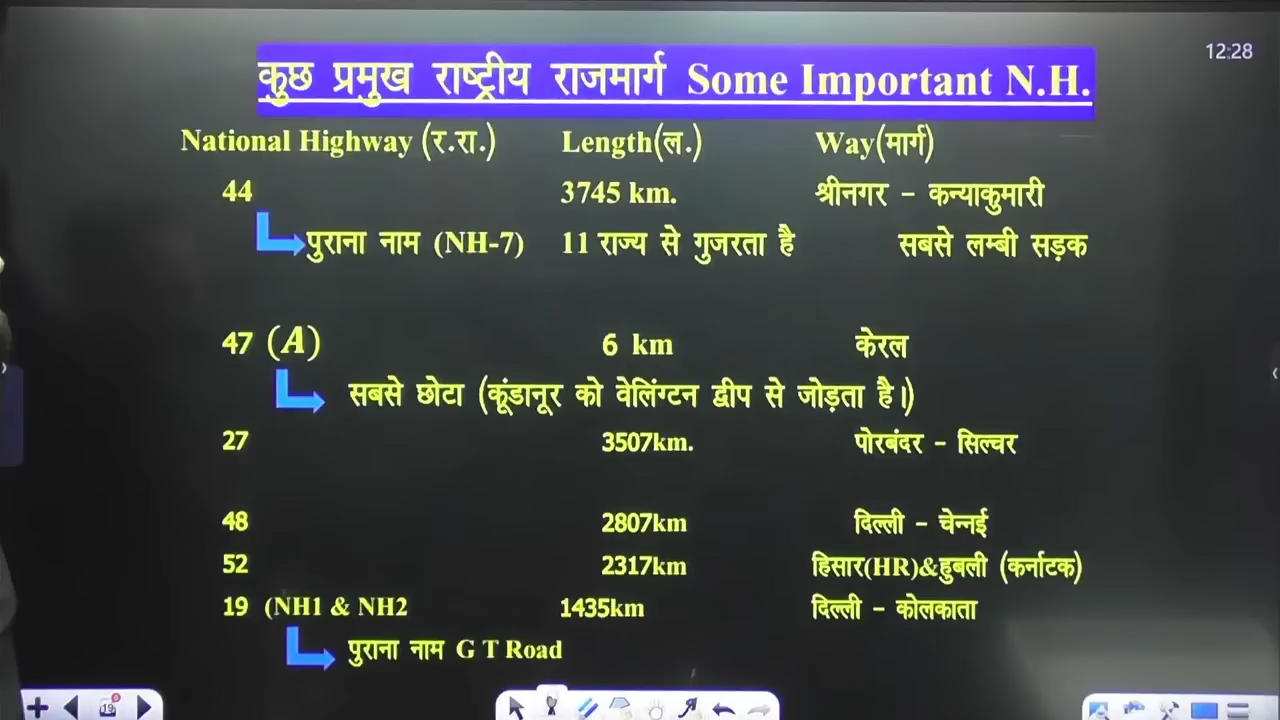 12:28
कुछ प्रमुख राष्ट्रीय राजमार्ग Some Important N.H.
National Highway (र.रा.) Length(ल.) Way(मार्ग)
44 3745 km. श्रीनगर - कन्याकुमारी
पुराना नाम (NH-7) 11 राज्य से गुजरता है सबसे लम्बी सड़क
47 (A) 6 km केरल
सबसे छोटा (कूंडानूर को वेलिंग्टन द्वीप से जोड़ता है।)
27 3507km. पोरबंदर - सिल्चर
48 2807km दिल्ली - चेन्नई
52 2317km हिसार(HR)&हुबली (कर्नाटक)
19 (NH1 & NH2 1435km दिल्ली - कोलकाता
पुराना नाम G T Road
19